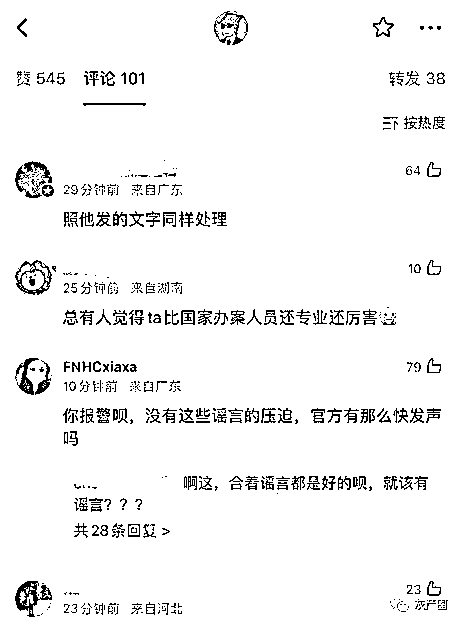 赞 545 评论 101 转发 38
按热度
64
29分钟前 来自广东
照他发的文字同样处理
10
25分钟前 来自湖南
总有人觉得ta比国家办案人员还专业还厉害
FNHCxiaxa 79
10分钟前 来自广东
你报警呗，没有这些谣言的压迫，官方有那么快发声
吗
啊这，合着谣言都是好的呗，就该有
谣言？？？
共28条回复 >
23
23分钟前 来自河北
灰产圈